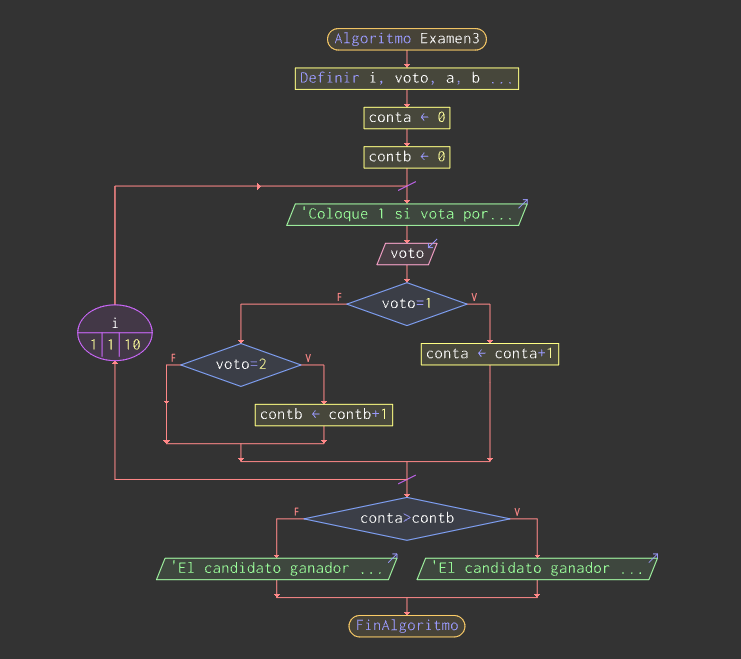 Algoritmo Examen3
Definir i, voto, a, b ...
conta ← 0
contb ← 0
'Coloque 1 si vota por...
voto
F
voto=1
V
i
1 1 10
F
voto=2
V
conta ← conta+1
contb ← contb+1
F
conta>contb
V
'El candidato ganador ...
'El candidato ganador ...
FinAlgoritmo